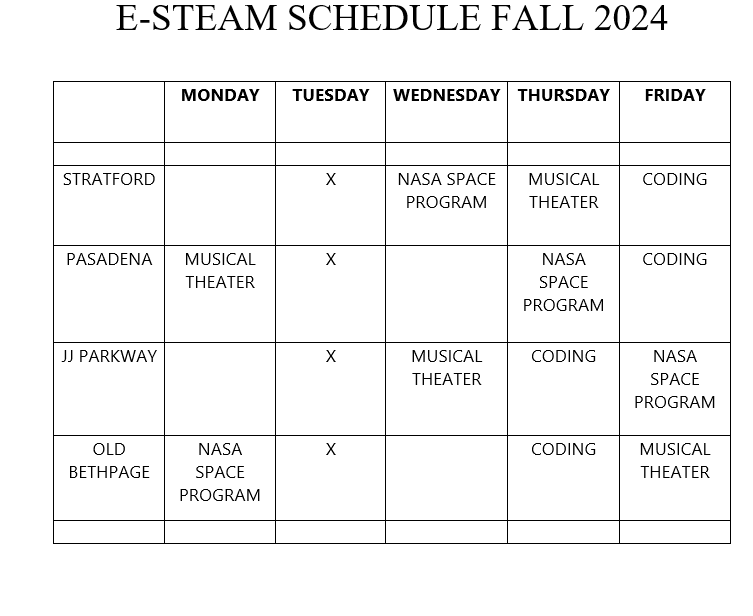 E-STEAM SCHEDULE FALL 2024
MONDAY TUESDAY WEDNESDAY THURSDAY FRIDAY
STRATFORD X NASA SPACE MUSICAL CODING
PROGRAM THEATER
PASADENA MUSICAL X NASA CODING
THEATER SPACE
PROGRAM
JJ PARKWAY X MUSICAL CODING NASA
THEATER SPACE
PROGRAM
OLD NASA X CODING MUSICAL
BETHPAGE SPACE THEATER
PROGRAM